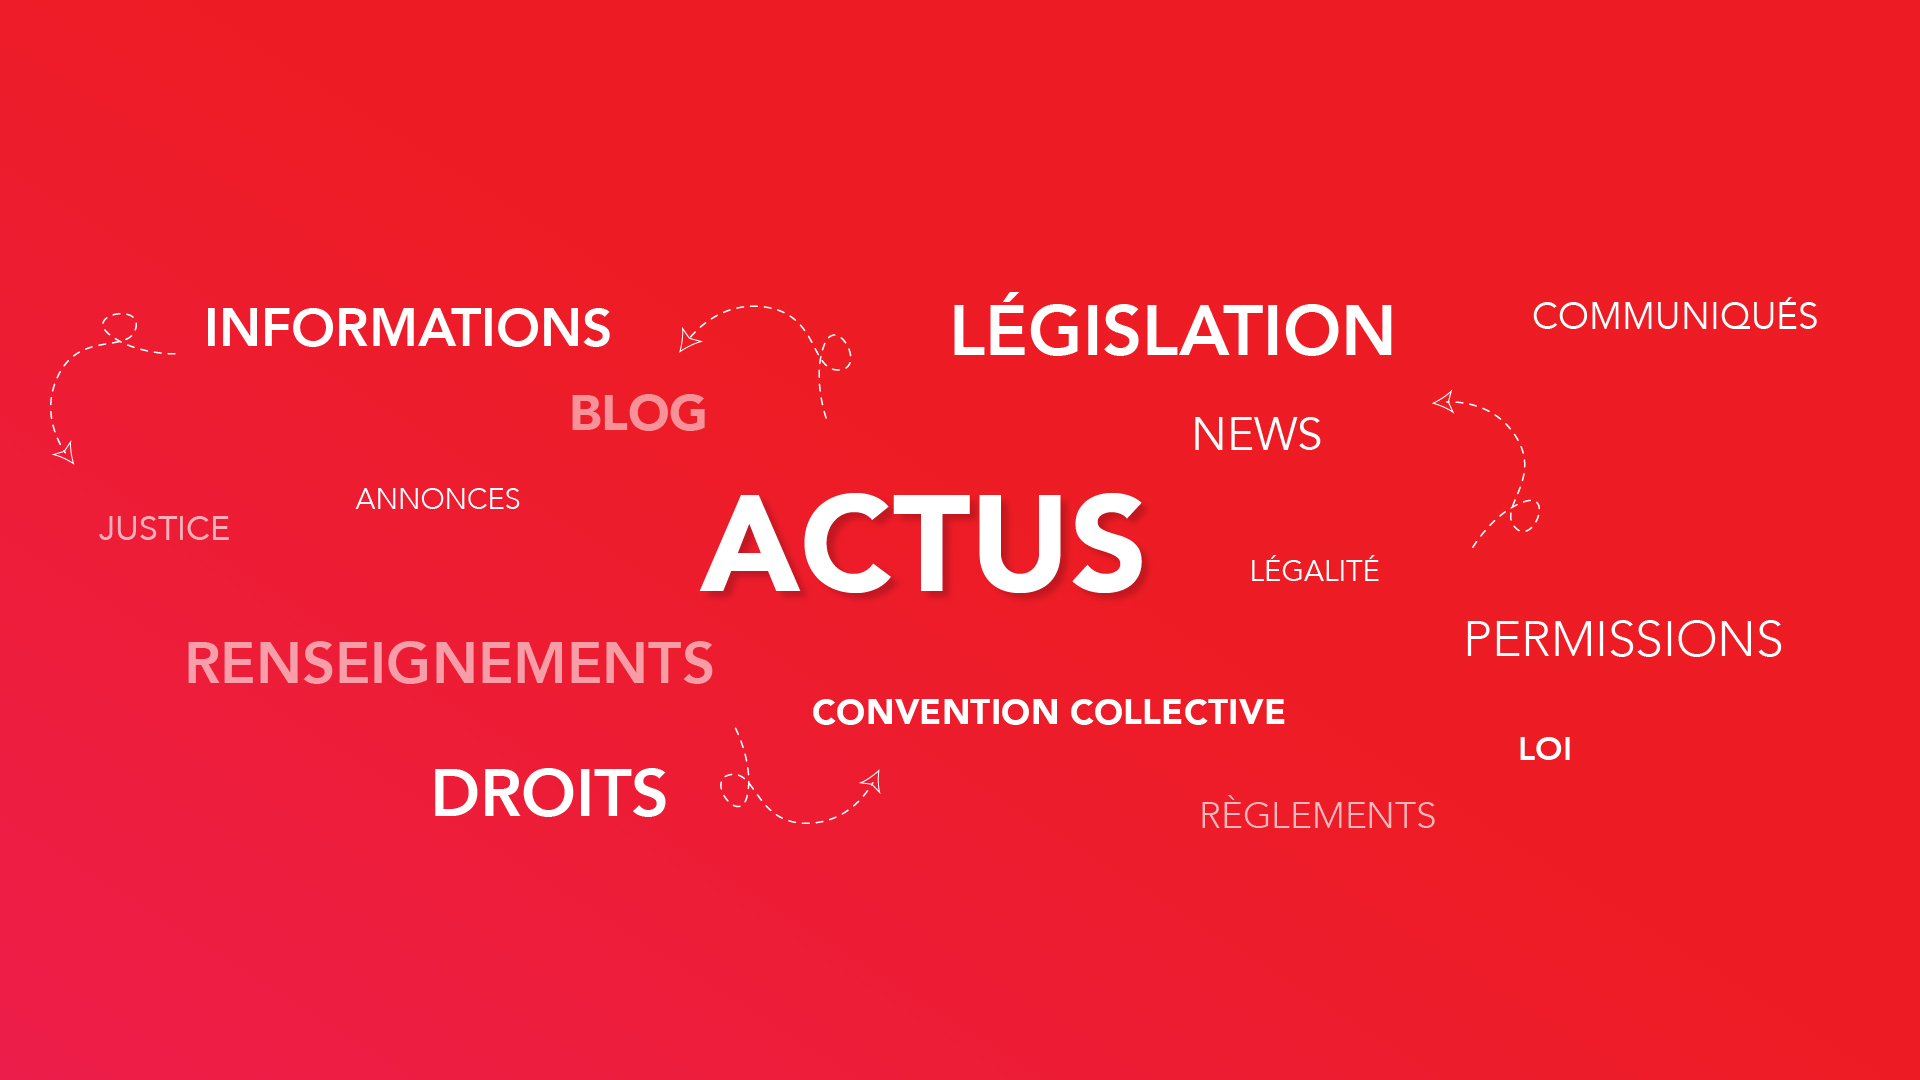 INFORMATIONS
LÉGISLATION
COMMUNIQUÉS
BLOG
NEWS
ANNONCES
JUSTICE
ACTUS
LÉGALITÉ
RENSEIGNEMENTS
PERMISSIONS
CONVENTION COLLECTIVE
LOI
DROITS
RÈGLEMENTS